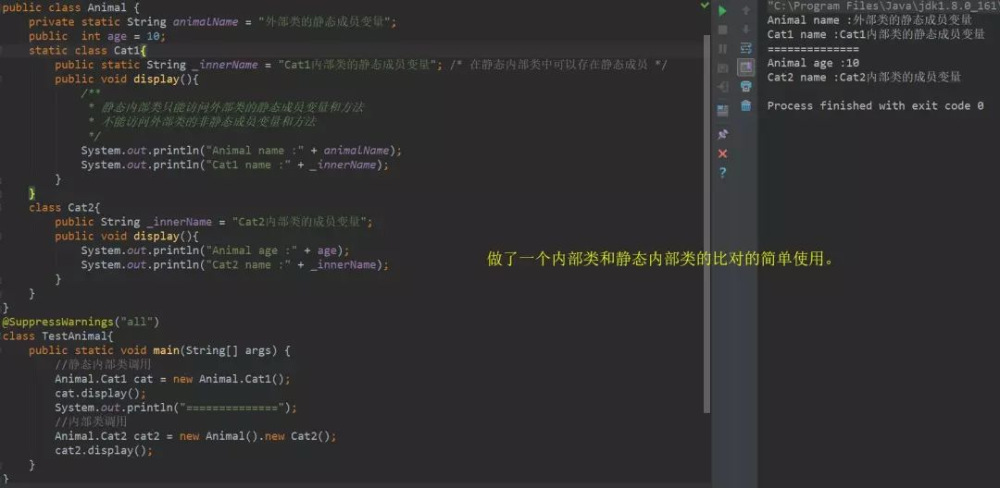 public class Animal {
    private static String animalName = "外部类的静态成员变量";
    public  int age = 10;
    static class Cat1{
        public static String _innerName = "Cat1内部类的静态成员变量"; /* 在静态内部类中可以存在静态成员 */
        public void display(){
            /**
             * 静态内部类只能访问外部类的静态成员变量和方法
             * 不能访问外部类的非静态成员变量和方法
             */
            System.out.println("Animal name :" + animalName);
            System.out.println("Cat1 name :" + _innerName);
        }
    }
    class Cat2{
        public String _innerName = "Cat2内部类的成员变量";
        public void display(){
            System.out.println("Animal age :" + age);
            System.out.println("Cat2 name :" + _innerName);
        }
    }
}
@SuppressWarnings("all")
class TestAnimal{
    public static void main(String[] args) {
        //静态内部类调用
        Animal.Cat1 cat = new Animal.Cat1();
        cat.display();
        System.out.println("==============");
        //内部类调用
        Animal.Cat2 cat2 = new Animal().new Cat2();
        cat2.display();
    }
}
做了一个内部类和静态内部类的比对的简单使用。
"C:\Program Files\Java\jdk1.8.0_161\
Animal name :外部类的静态成员变量
Cat1 name :Cat1内部类的静态成员变量
==============
Animal age :10
Cat2 name :Cat2内部类的成员变量
Process finished with exit code 0